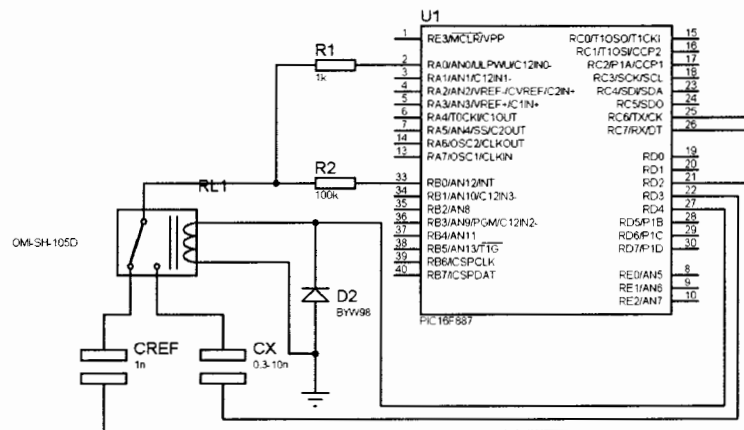 U1
1
RE3/MCLR/VPP
RC0/T1OSO/T1CKI
15
RC1/T1OSI/CCP2
16
R1
1k
2
RA0/AN0/ULPWU/C12IN0-
RC2/P1A/CCP1
17
3
RA1/AN1/C12IN1-
RC3/SCK/SCL
18
4
RA2/AN2/VREF-/CVREF/C2IN+
RC4/SDI/SDA
23
5
RA3/AN3/VREF+/C1IN+
RC5/SDO
24
6
RA4/T0CKI/C1OUT
RC6/TX/CK
25
7
RA5/AN4/SS/C2OUT
RC7/RX/DT
26
14
RA6/OSC2/CLKOUT
13
RA7/OSC1/CLKIN
RD0
19
RD1
20
R2
100k
33
RB0/AN12/INT
RD2
21
RL1
34
RB1/AN10/C12IN3-
RD3
22
35
RB2/AN8
RD4
27
36
RB3/AN9/PGM/C12IN2-
RD5/P1B
28
37
RB4/AN11
RD6/P1C
29
38
RB5/AN13/T1G
RD7/P1D
30
39
RB6/ICSPCLK
40
RB7/ICSPDAT
RE0/AN5
8
RE1/AN6
9
RE2/AN7
10
PIC16F887
OMI-SH-105D
D2
BYW98
CREF
1n
CX
0.3-10n